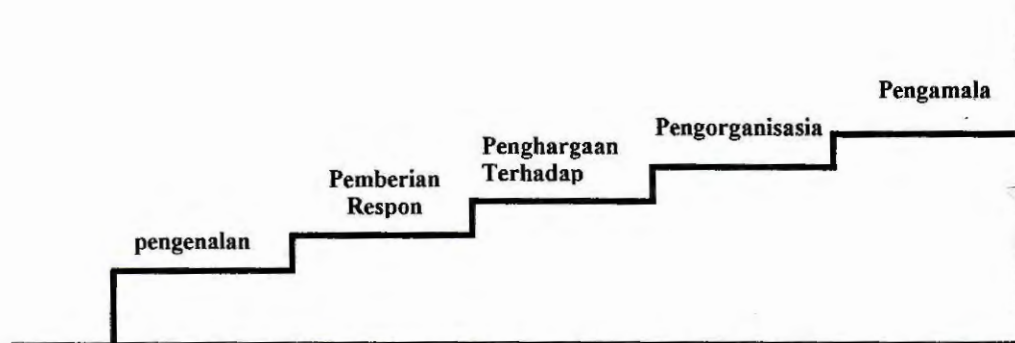 pengenalan
Pemberian
Respon
Penghargaan
Terhadap
Pengorganisasia
Pengamala